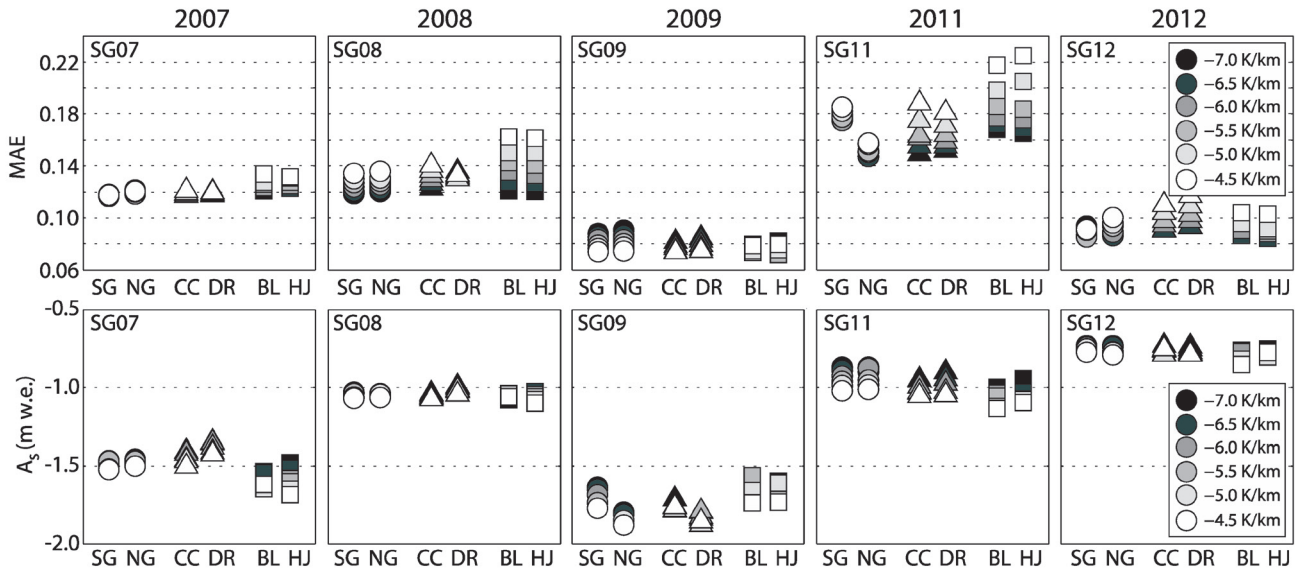 2007 2008 2009 2011 2012
SG07 SG08 SG09 SG11 SG12
MAE
0.22
0.18
0.14
0.10
0.06
−7.0 K/km
−6.5 K/km
−6.0 K/km
−5.5 K/km
−5.0 K/km
−4.5 K/km
SG NG CC DR BL HJ SG NG CC DR BL HJ SG NG CC DR BL HJ SG NG CC DR BL HJ SG NG CC DR BL HJ
SG07 SG08 SG09 SG11 SG12
As (m w.e.)
-0.5
-1.0
-1.5
-2.0
−7.0 K/km
−6.5 K/km
−6.0 K/km
−5.5 K/km
−5.0 K/km
−4.5 K/km
SG NG CC DR BL HJ SG NG CC DR BL HJ SG NG CC DR BL HJ SG NG CC DR BL HJ SG NG CC DR BL HJ